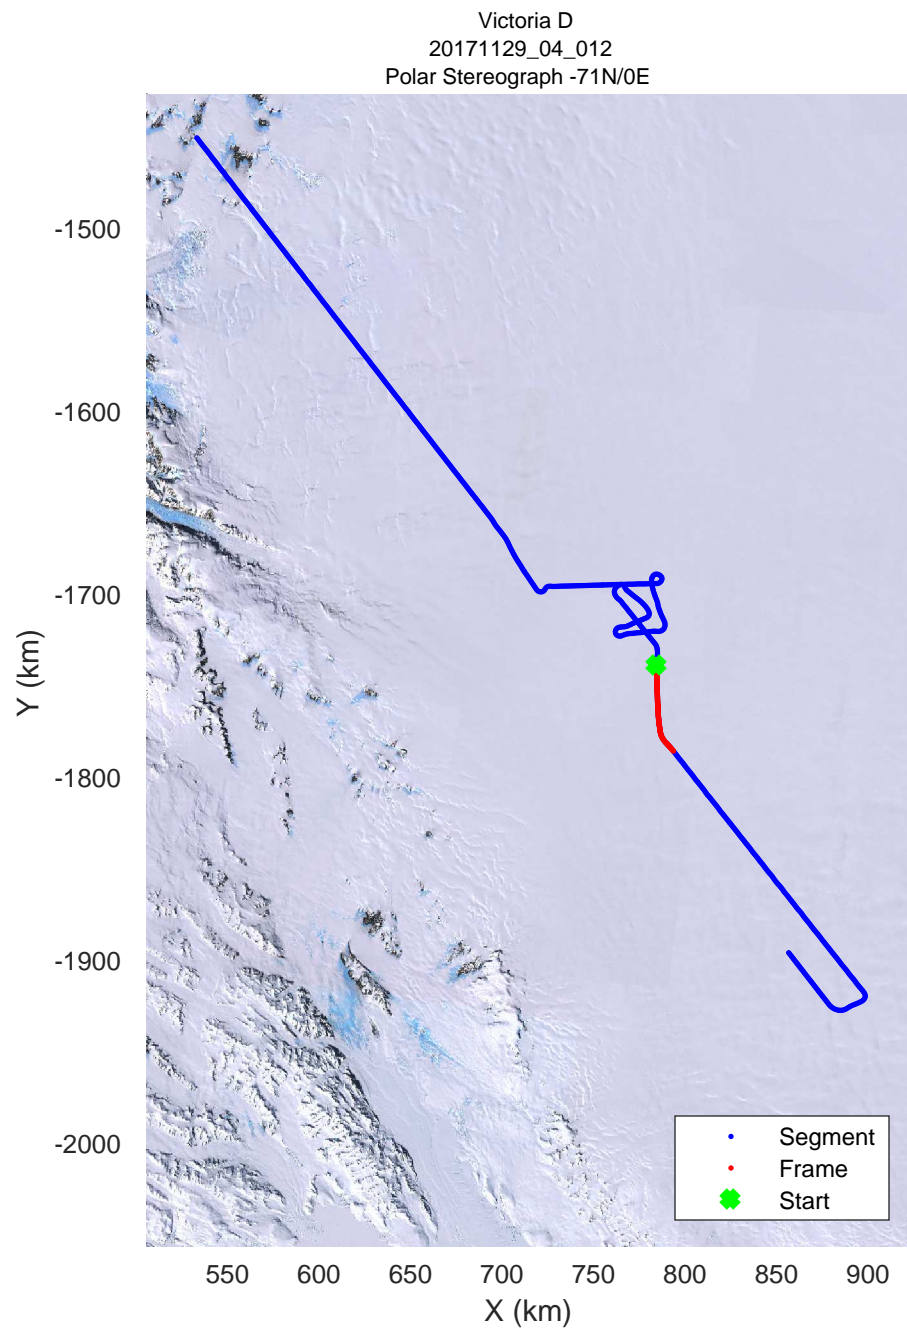 Victoria D
20171129_04_012
Polar Stereograph -71N/0E
-1500
-1600
-1700
-1800
-1900
-2000
Y (km)
Segment
Frame
Start
550 600 650 700 750 800 850 900
X (km)